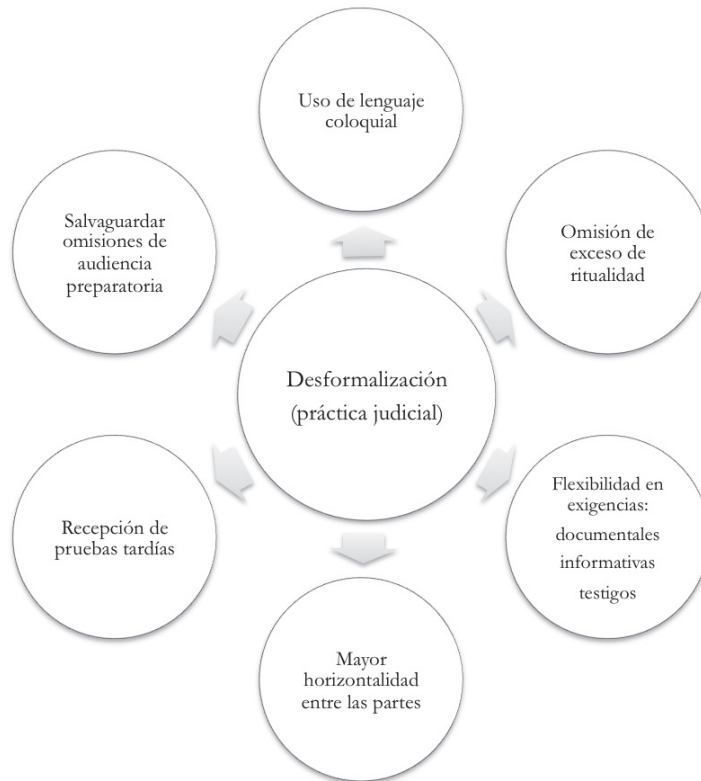 Uso de lenguaje
coloquial
Salvaguardar
omisiones de
audiencia
preparatoria
Omisión de
exceso de
ritualidad
Desformalización
(práctica judicial)
Recepción de
pruebas tardías
Flexibilidad en
exigencias:
documentales
informativas
testigos
Mayor
horizontalidad
entre las partes